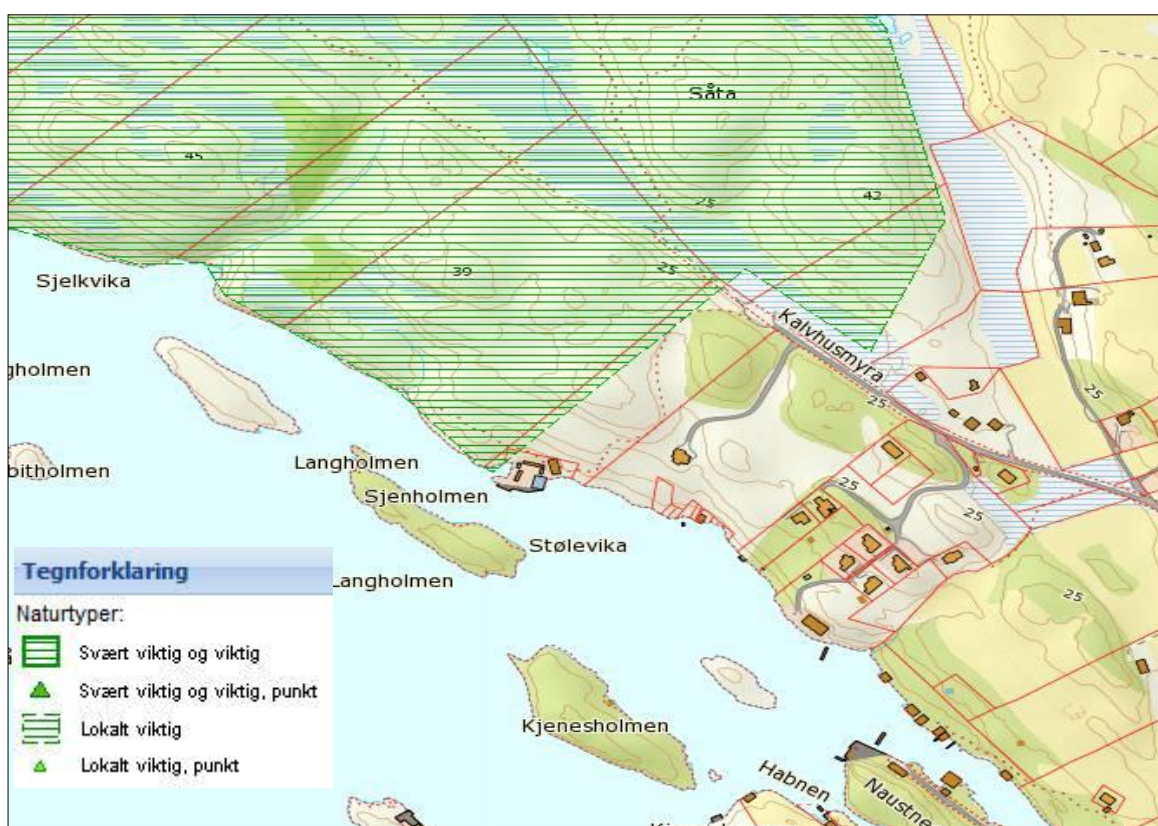 Såta
45
42
25
39
25
Sjelkvika
Kalvhusmyra
gholmen
25
25
bitholmen
Langholmen
Sjenholmen
25
25
Stølevika
Langholmen
25
Tegnforklaring
Naturtyper:
Svært viktig og viktig
Svært viktig og viktig, punkt
Lokalt viktig
Lokalt viktig, punkt
Kjenesholmen
Habnen
Naustne